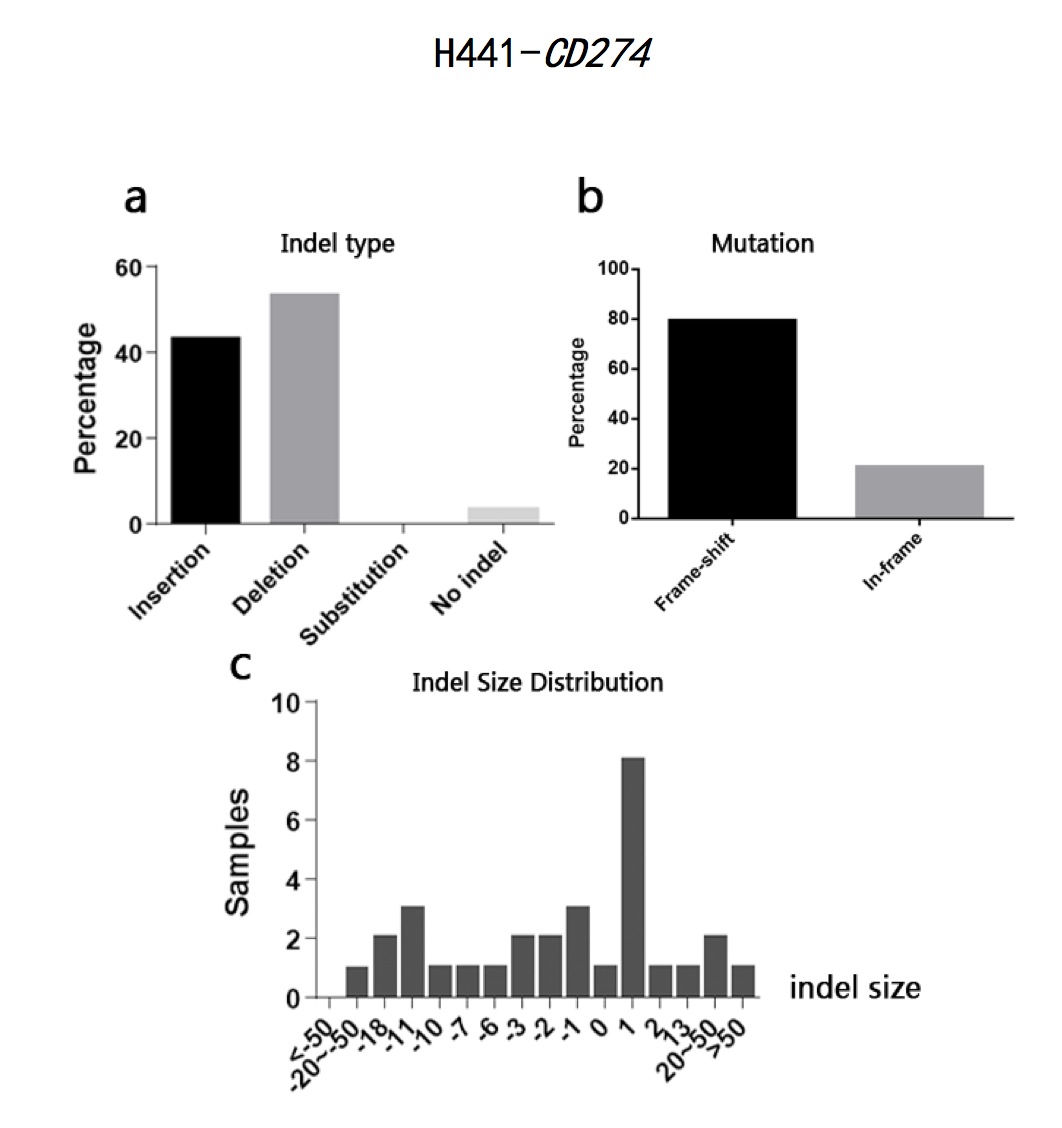 H441-CD274
a
Indel type
Percentage
60
40
20
0
Insertion
Deletion
Substitution
No indel
b
Mutation
Percentage
100
80
60
40
20
0
Frame-shift
In-frame
c
Indel Size Distribution
Samples
10
8
6
4
2
0
<-50
-20~-50
-18
-11
-10
-7
-6
-3
-2
-1
0
1
2
13
20~50
>50
indel size